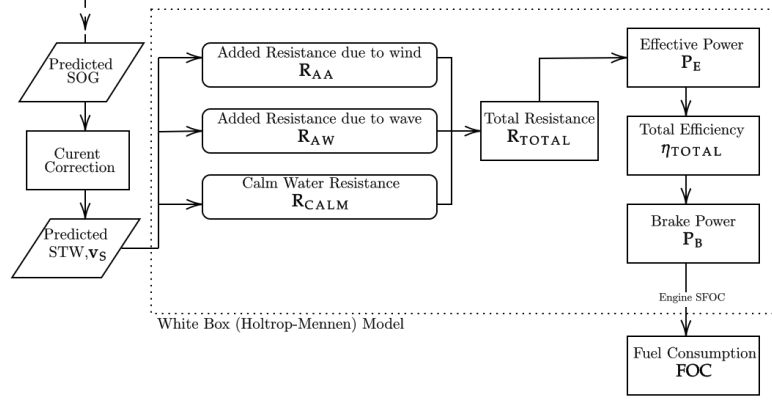 Predicted
SOG
Curent
Correction
Predicted
STW,vS
Added Resistance due to wind
RAA
Added Resistance due to wave
RAW
Calm Water Resistance
RCALM
Total Resistance
RTOTAL
Effective Power
PE
Total Efficiency
ηTOTAL
Brake Power
PB
Engine SFOC
White Box (Holtrop-Mennen) Model
Fuel Consumption
FOC